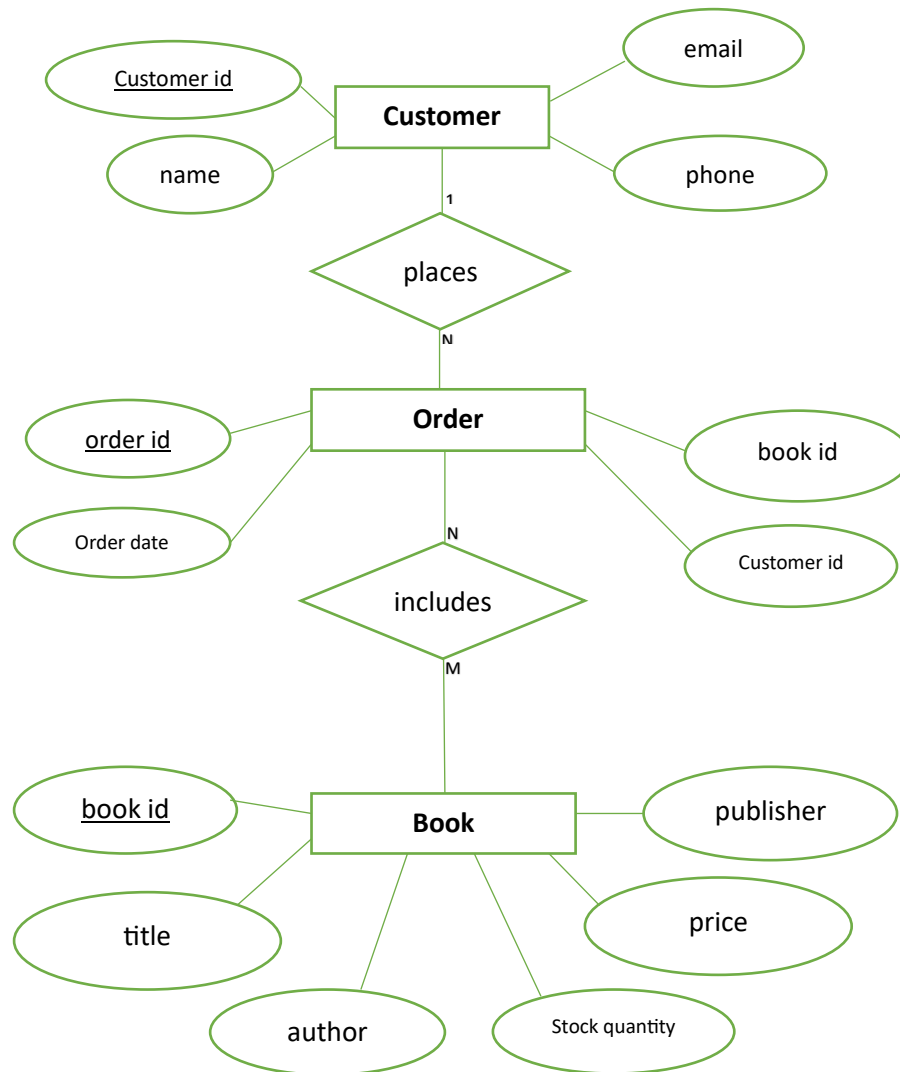 email
Customer id
Customer
name
phone
1
places
N
Order
order id
book id
Order date
Customer id
N
includes
M
book id
publisher
Book
title
price
author
Stock quantity